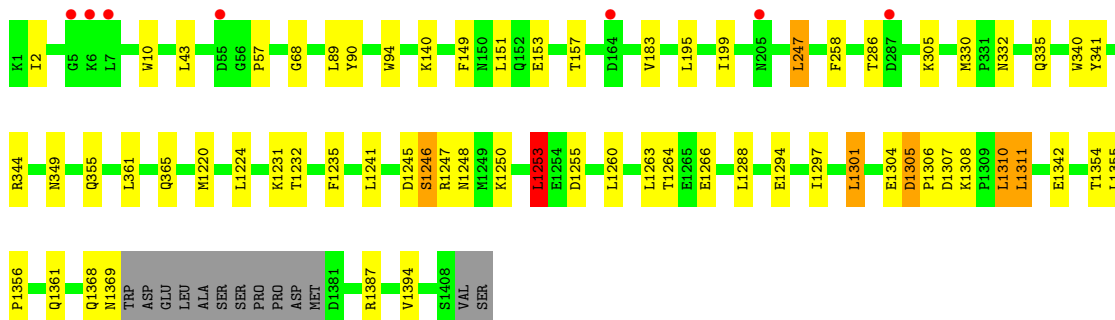 K1 I2 G5 K6 L7 W10 L43 D55 G56 P57 G68 L89 Y90 W94 K140 F149 N150 L151 Q152 E153 T157 D164 V183 L195 I199 N205 L247 F258 T286 D287 K305 M330 P331 N332 Q335 W340 Y341
R344 N349 Q355 L361 Q365 M1220 L1224 K1231 T1232 F1235 L1241 D1245 S1246 R1247 N1248 M1249 K1250 L1253 E1254 D1255 L1260 L1263 T1264 E1265 E1266 L1288 E1294 I1297 L1301 E1304 D1305 P1306 D1307 K1308 P1309 L1310 L1311 E1342 T1354 L1355
P1356 Q1361 Q1368 N1369 TRP ASP GLU LEU ALA SER SER PRO PRO ASP MET D1381 R1387 V1394 S1408 VAL SER